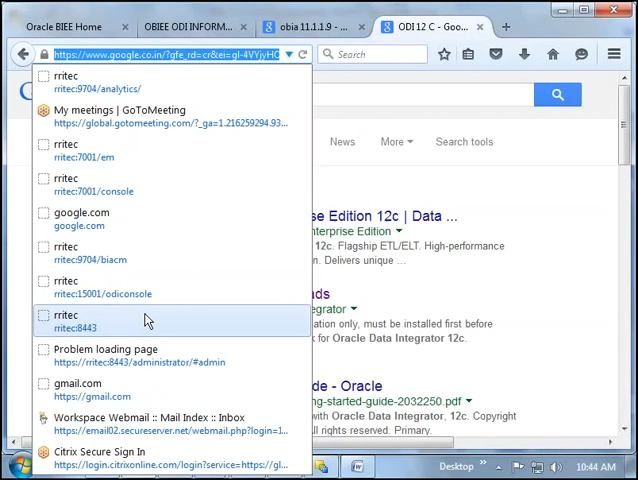 Oracle BIEE Home
OBIEE ODI INFORM...
obia 11.1.1.9 - ...
ODI 12 C - Goo...
https://www.google.co.in/?gfe_rd=cr&ei=gl-4VYjyHC
Search
rritec
rritec:9704/analytics/
My meetings | GoToMeeting
https://global.gotomeeting.com/?_ga=1.216259294.93...
rritec
rritec:7001/em
News
More
Search tools
rritec
rritec:7001/console
google.com
google.com
se Edition 12c | Data ...
nterprise Edition
12c. Flagship ETL/ELT. High-performance
n. Delivers unique ...
rritec
rritec:9704/biacm
rritec
rritec:15001/odiconsole
ads
grator
ation only, must be installed first before
k for Oracle Data Integrator 12c.
rritec
rritec:8443
Problem loading page
https://rritec:8443/administrator/#admin
gmail.com
https://gmail.com
d - Oracle
ng-started-guide-2032250.pdf
with Oracle Data Integrator, 12c.
required. Primary.
Workspace Webmail :: Mail Index :: Inbox
https://email02.secureserver.net/webmail.php?login=1...
Citrix Secure Sign In
https://login.citrixonline.com/login?service=https://gl...
Desktop
10:44 AM